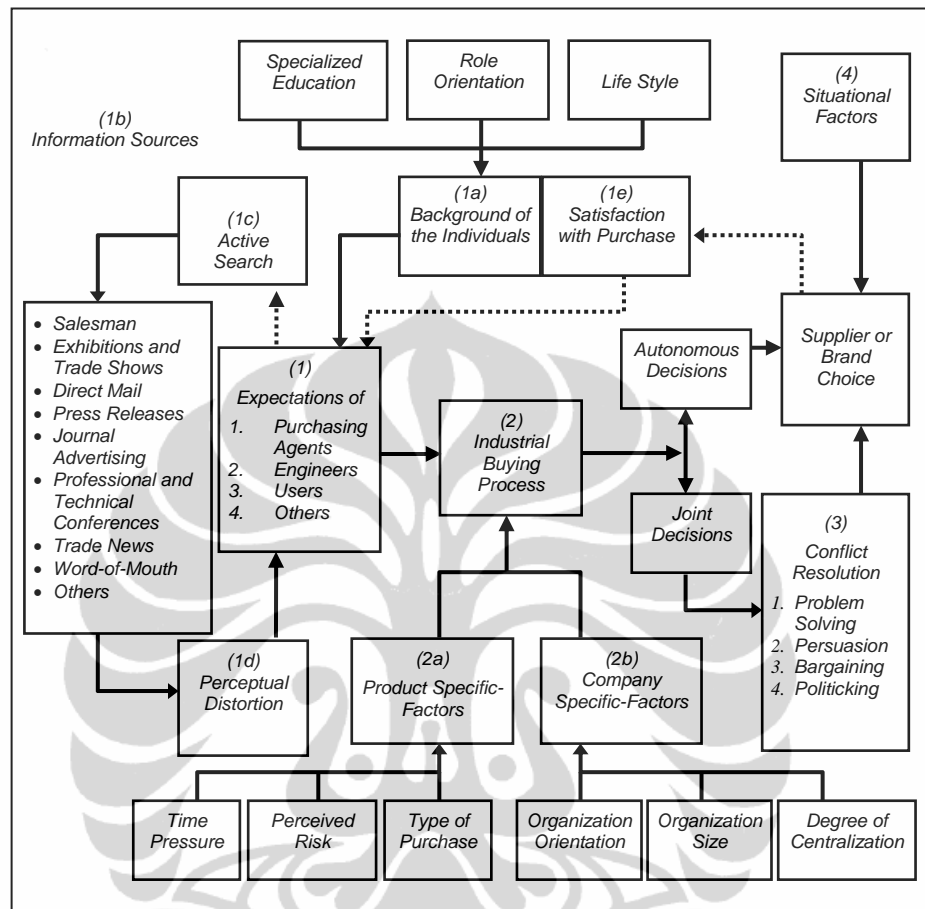 Specialized
Education
Role
Orientation
Life Style
(4)
Situational
Factors
(1b)
Information Sources
(1c)
Active
Search
(1a)
Background of
the Individuals
(1e)
Satisfaction
with Purchase
• Salesman
• Exhibitions and
Trade Shows
• Direct Mail
• Press Releases
• Journal
Advertising
• Professional and
Technical
Conferences
• Trade News
• Word-of-Mouth
• Others
(1)
Expectations of
1. Purchasing
Agents
2. Engineers
3. Users
4. Others
(2)
Industrial
Buying
Process
Autonomous
Decisions
Supplier or
Brand
Choice
Joint
Decisions
(3)
Conflict
Resolution
1. Problem
Solving
2. Persuasion
3. Bargaining
4. Politicking
(1d)
Perceptual
Distortion
(2a)
Product Specific-
Factors
(2b)
Company
Specific-Factors
Time
Pressure
Perceived
Risk
Type of
Purchase
Organization
Orientation
Organization
Size
Degree of
Centralization